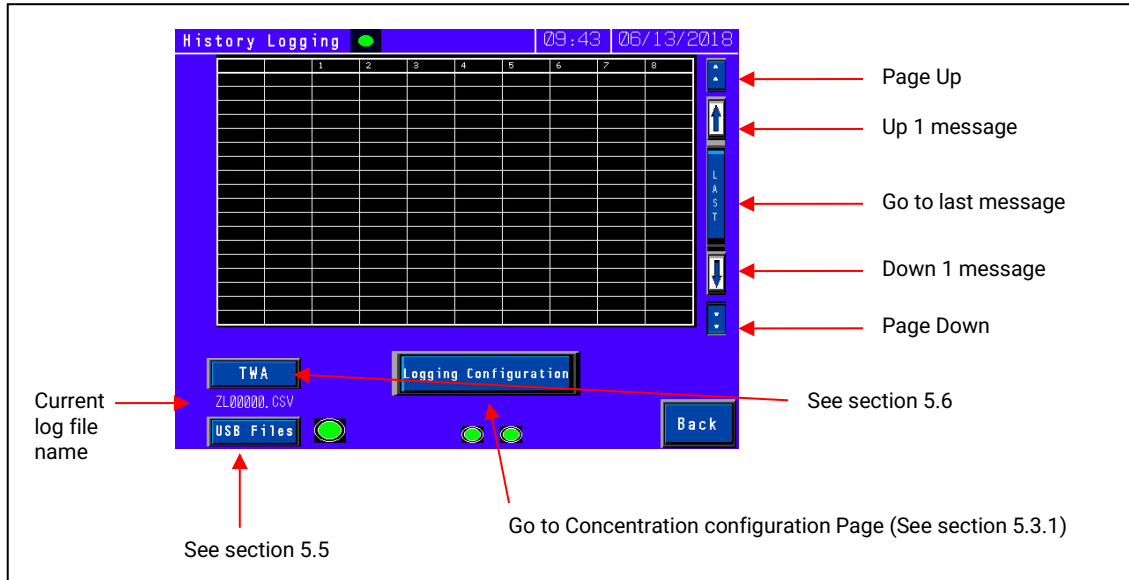 History Logging 09:43 06/13/2018
1 2 3 4 5 6 7 8
Page Up
Up 1 message
LAST
Go to last message
Down 1 message
Page Down
TWA
Logging Configuration
See section 5.6
Current
log file
name
ZL00000.CSV
USB Files
Back
Go to Concentration configuration Page (See section 5.3.1)
See section 5.5